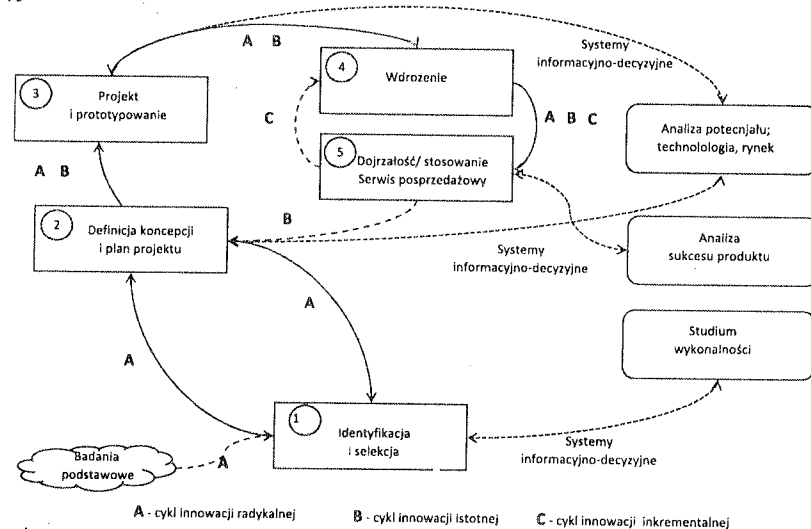 A B
Systemy
informacyjno-decyzyjne
3
Projekt
i prototypowanie
4
Wdrozenie
C
A B C
Analiza potecnjału;
technolologia, rynek
5
Dojrzałość/ stosowanie
Serwis posprzedażowy
A B
2
Definicja koncepcji
i plan projektu
B
Systemy
informacyjno-decyzyjne
Analiza
sukcesu produktu
A
A
Studium
wykonalności
1
Identyfikacja
i selekcja
Badania
podstawowe
A
Systemy
informacyjno-decyzyjne
A - cykl innowacji radykalnej
B - cykl innowacji istotnej
C - cykl innowacji inkrementalnej